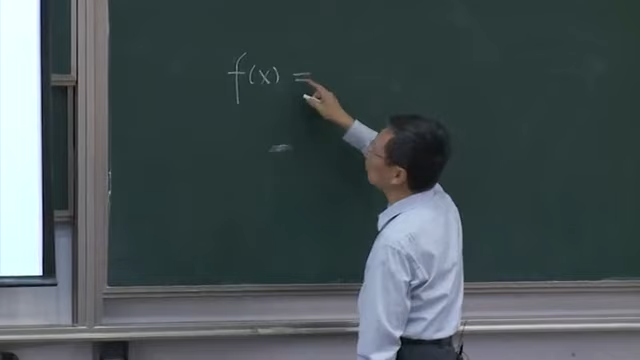 f(x) =